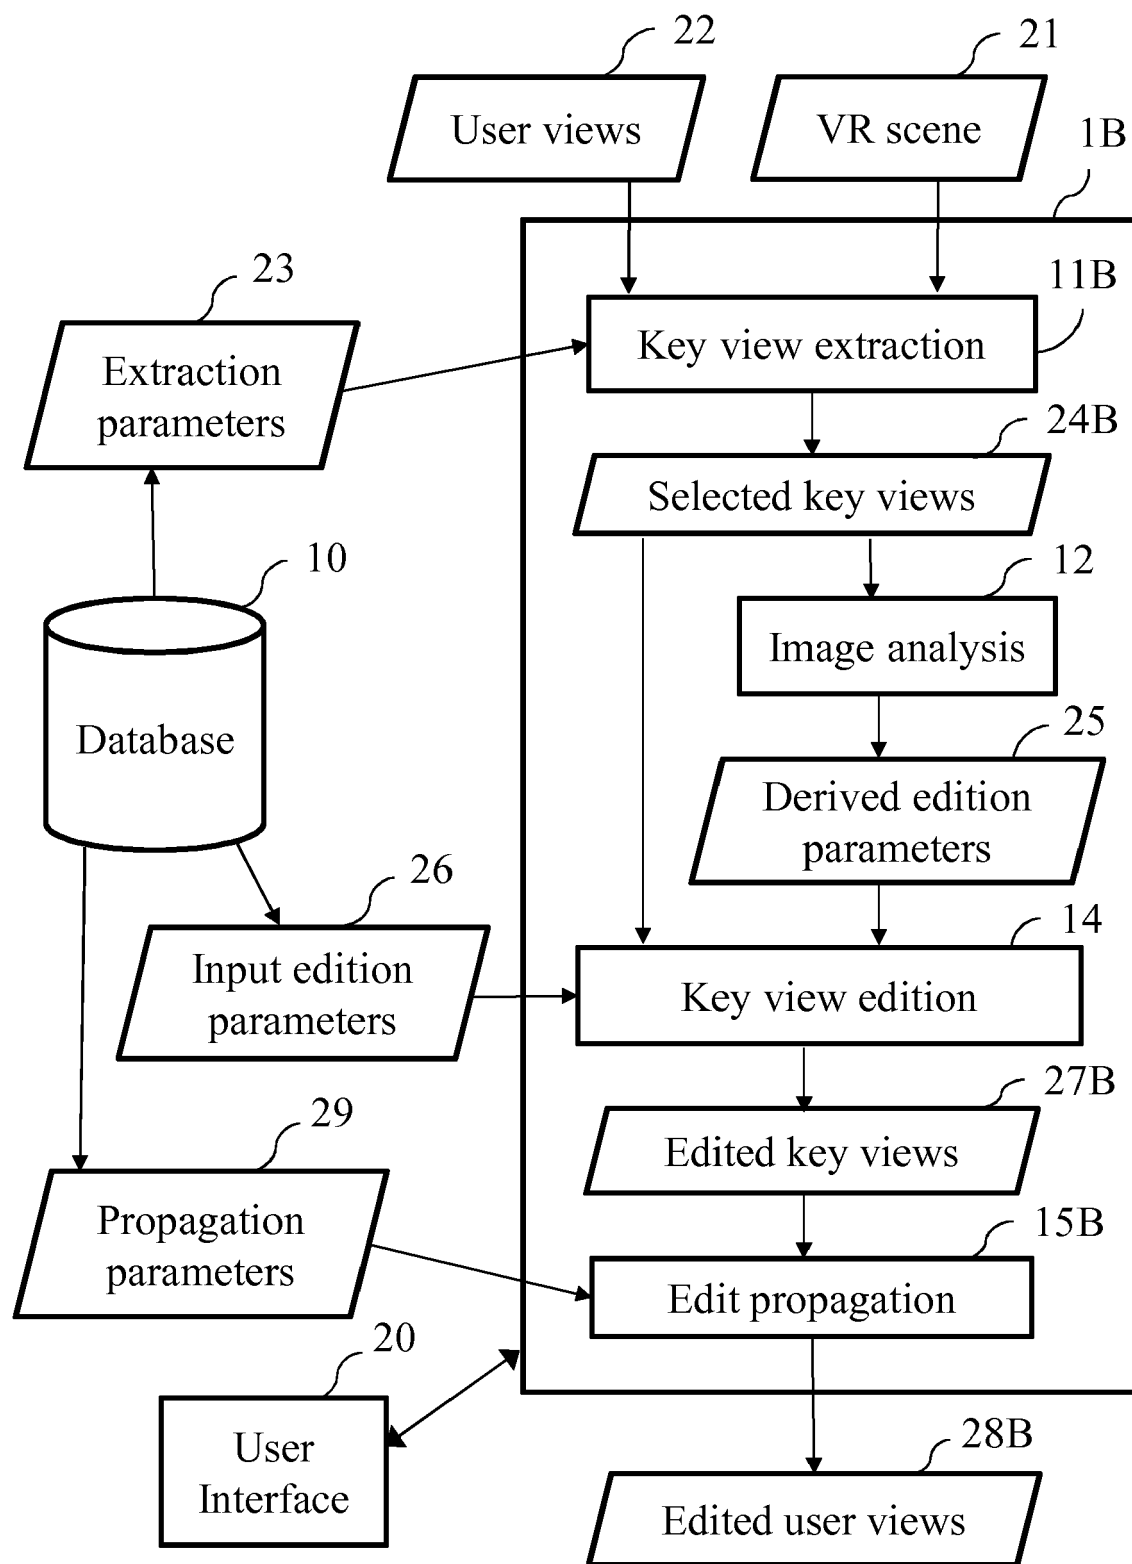 22
21
User views
VR scene
1B
23
11B
Extraction
parameters
Key view extraction
24B
Selected key views
10
12
Database
Image analysis
25
Derived edition
parameters
26
14
Input edition
parameters
Key view edition
27B
Edited key views
29
15B
Propagation
parameters
Edit propagation
20
User
Interface
28B
Edited user views